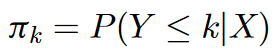 π_k = P(Y ≤ k|X)